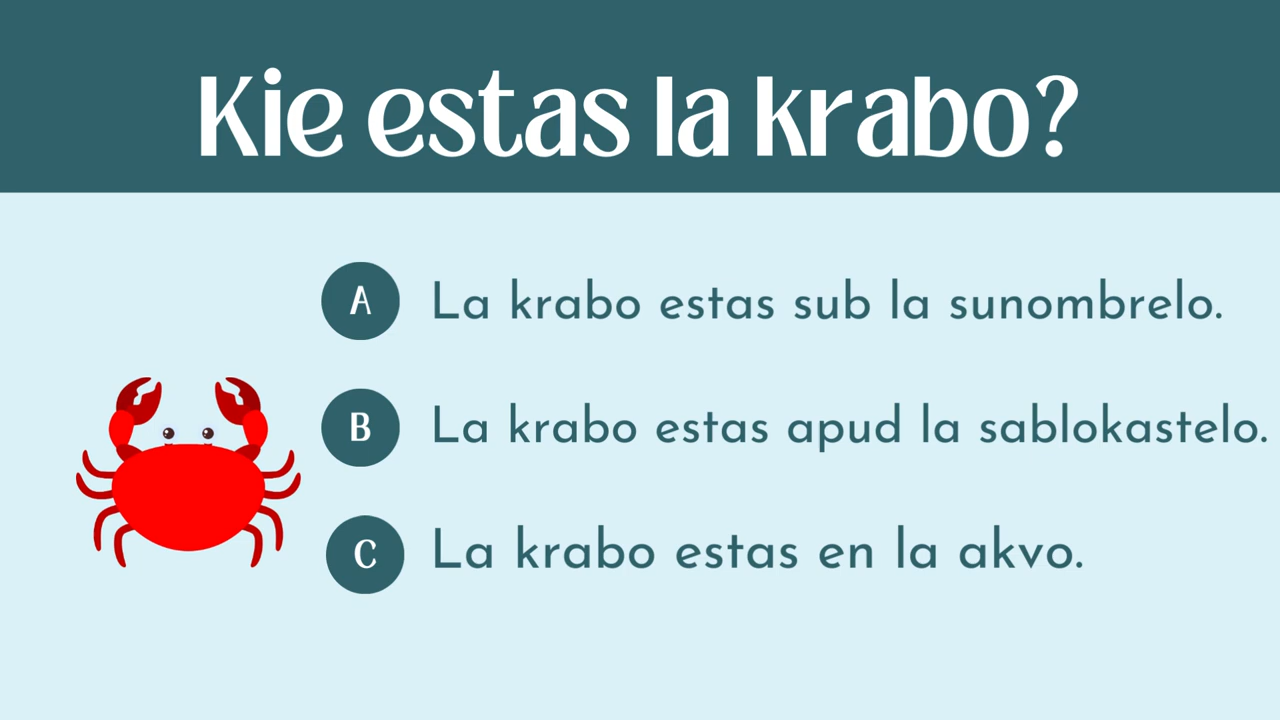 Kie estas la krabo?
A La krabo estas sub la sunombrelo.
B La krabo estas apud la sablokastelo.
C La krabo estas en la akvo.